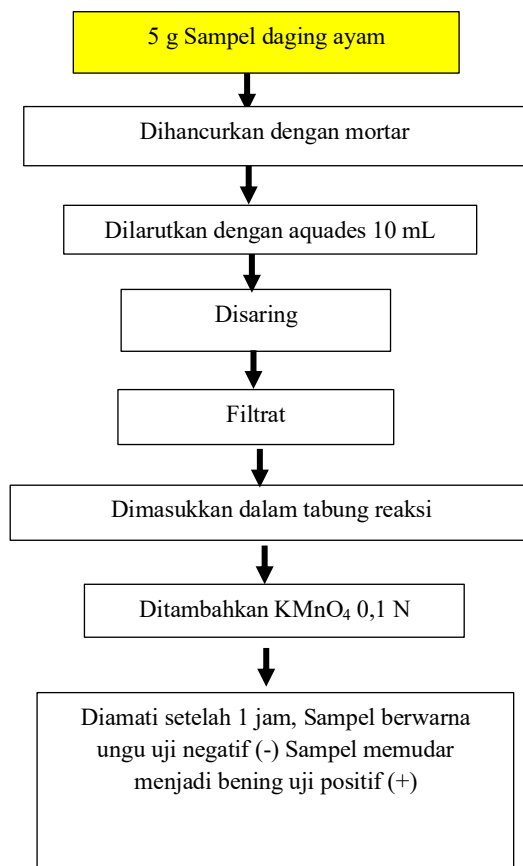 5 g Sampel daging ayam
Dihancurkan dengan mortar
Dilarutkan dengan aquades 10 mL
Disaring
Filtrat
Dimasukkan dalam tabung reaksi
Ditambahkan KMnO₄ 0,1 N
Diamati setelah 1 jam, Sampel berwarna
ungu uji negatif (-) Sampel memudar
menjadi bening uji positif (+)